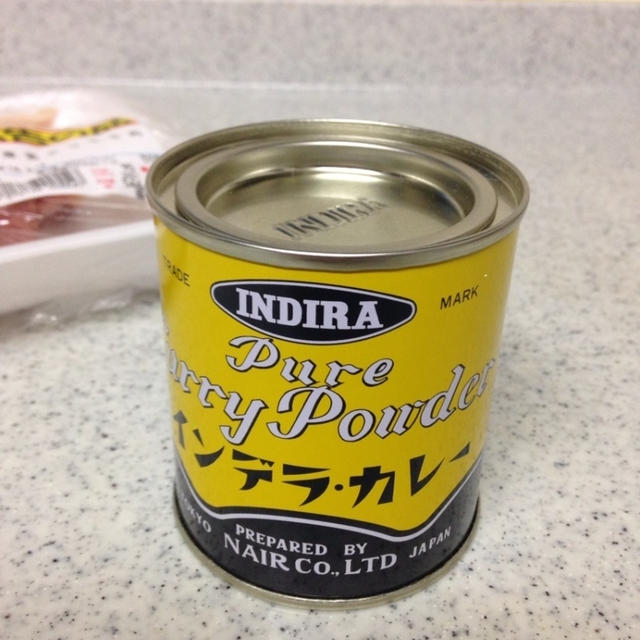 TRADE MARK
INDIRA
Pure
Curry Powder
インデラ・カレー
TOKYO JAPAN
PREPARED BY
NAIR CO., LTD